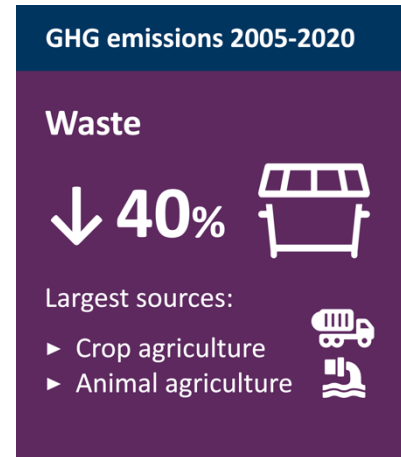 GHG emissions 2005-2020
Waste
↓ 40%
Largest sources:
► Crop agriculture
► Animal agriculture